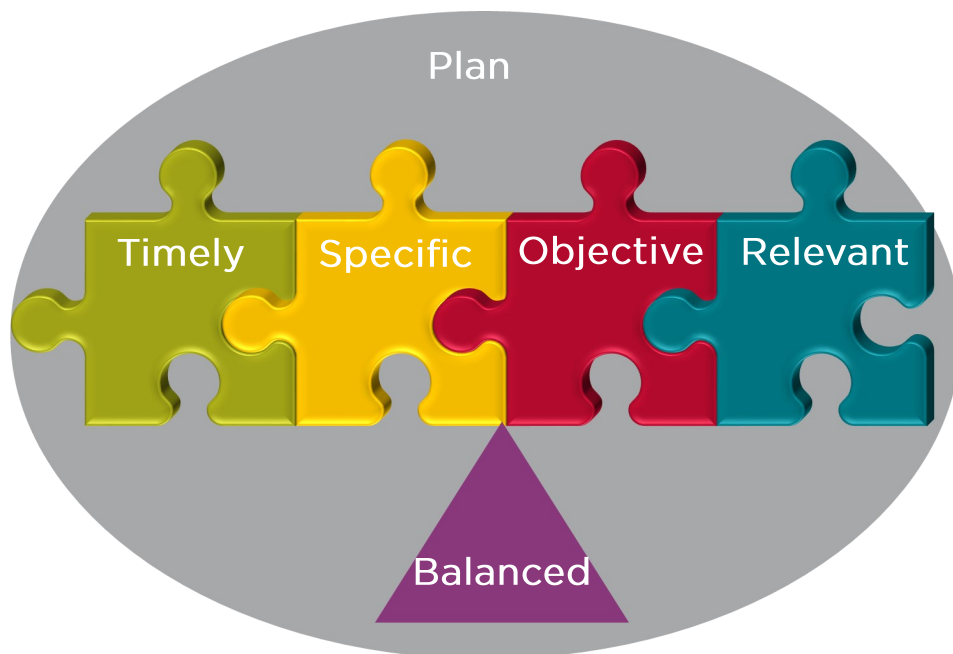 Plan
Timely
Specific
Objective
Relevant
Balanced